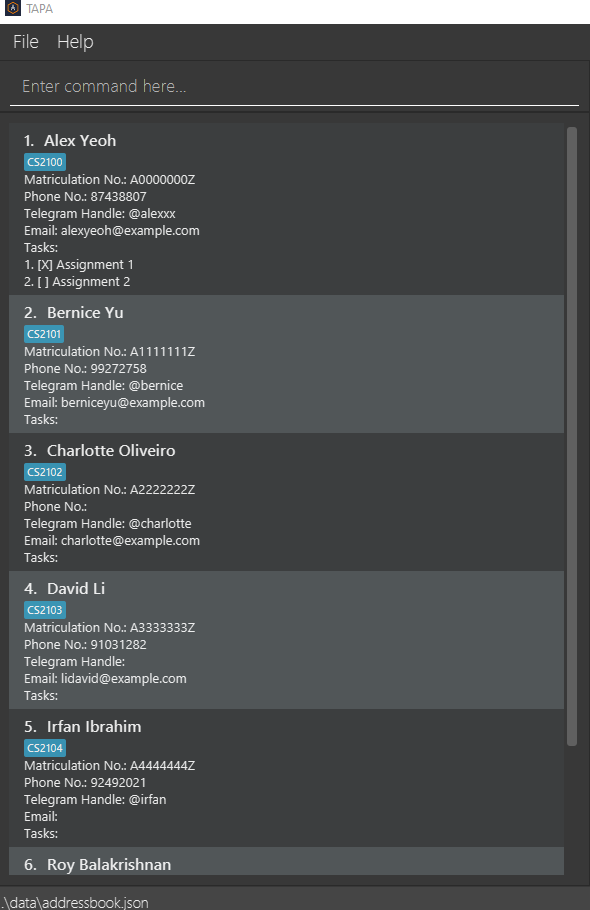 TAPA
File Help
Enter command here...
1. Alex Yeoh
CS2100
Matriculation No.: A0000000Z
Phone No.: 87438807
Telegram Handle: @alexxx
Email: alexyeoh@example.com
Tasks:
1. [X] Assignment 1
2. [ ] Assignment 2
2. Bernice Yu
CS2101
Matriculation No.: A1111111Z
Phone No.: 99272758
Telegram Handle: @bernice
Email: berniceyu@example.com
Tasks:
3. Charlotte Oliveiro
CS2102
Matriculation No.: A2222222Z
Phone No.:
Telegram Handle: @charlotte
Email: charlotte@example.com
Tasks:
4. David Li
CS2103
Matriculation No.: A3333333Z
Phone No.: 91031282
Telegram Handle:
Email: lidavid@example.com
Tasks:
5. Irfan Ibrahim
CS2104
Matriculation No.: A4444444Z
Phone No.: 92492021
Telegram Handle: @irfan
Email:
Tasks:
6. Roy Balakrishnan
.\data\addressbook.json